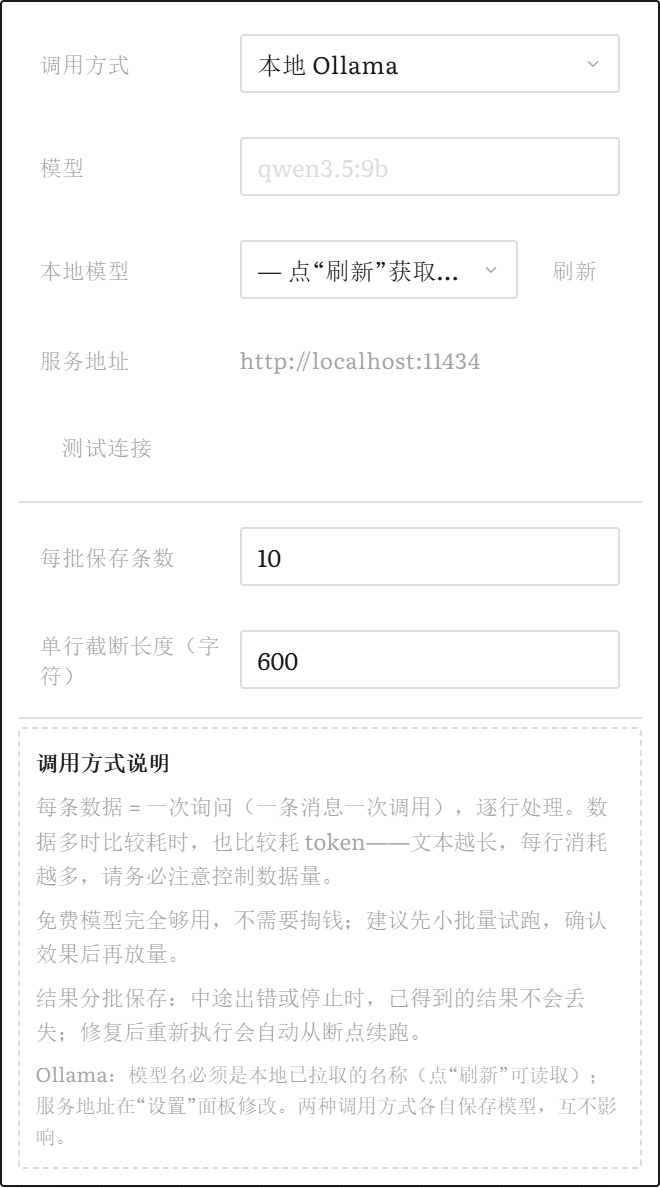 调用方式
本地 Ollama
模型
qwen3.5:9b
本地模型
— 点“刷新”获取...
刷新
服务地址
http://localhost:11434
测试连接
每批保存条数
10
单行截断长度（字
符）
600
调用方式说明
每条数据 = 一次询问（一条消息一次调用），逐行处理。数
据多时比较耗时，也比较耗 token——文本越长，每行消耗
越多，请务必注意控制数据量。
免费模型完全够用，不需要掏钱；建议先小批量试跑，确认
效果后再放量。
结果分批保存：中途出错或停止时，已得到的结果不会丢
失；修复后重新执行会自动从断点续跑。
Ollama：模型名必须是本地已拉取的名称（点“刷新”可读取）；
服务地址在“设置”面板修改。两种调用方式各自保存模型，互不影
响。